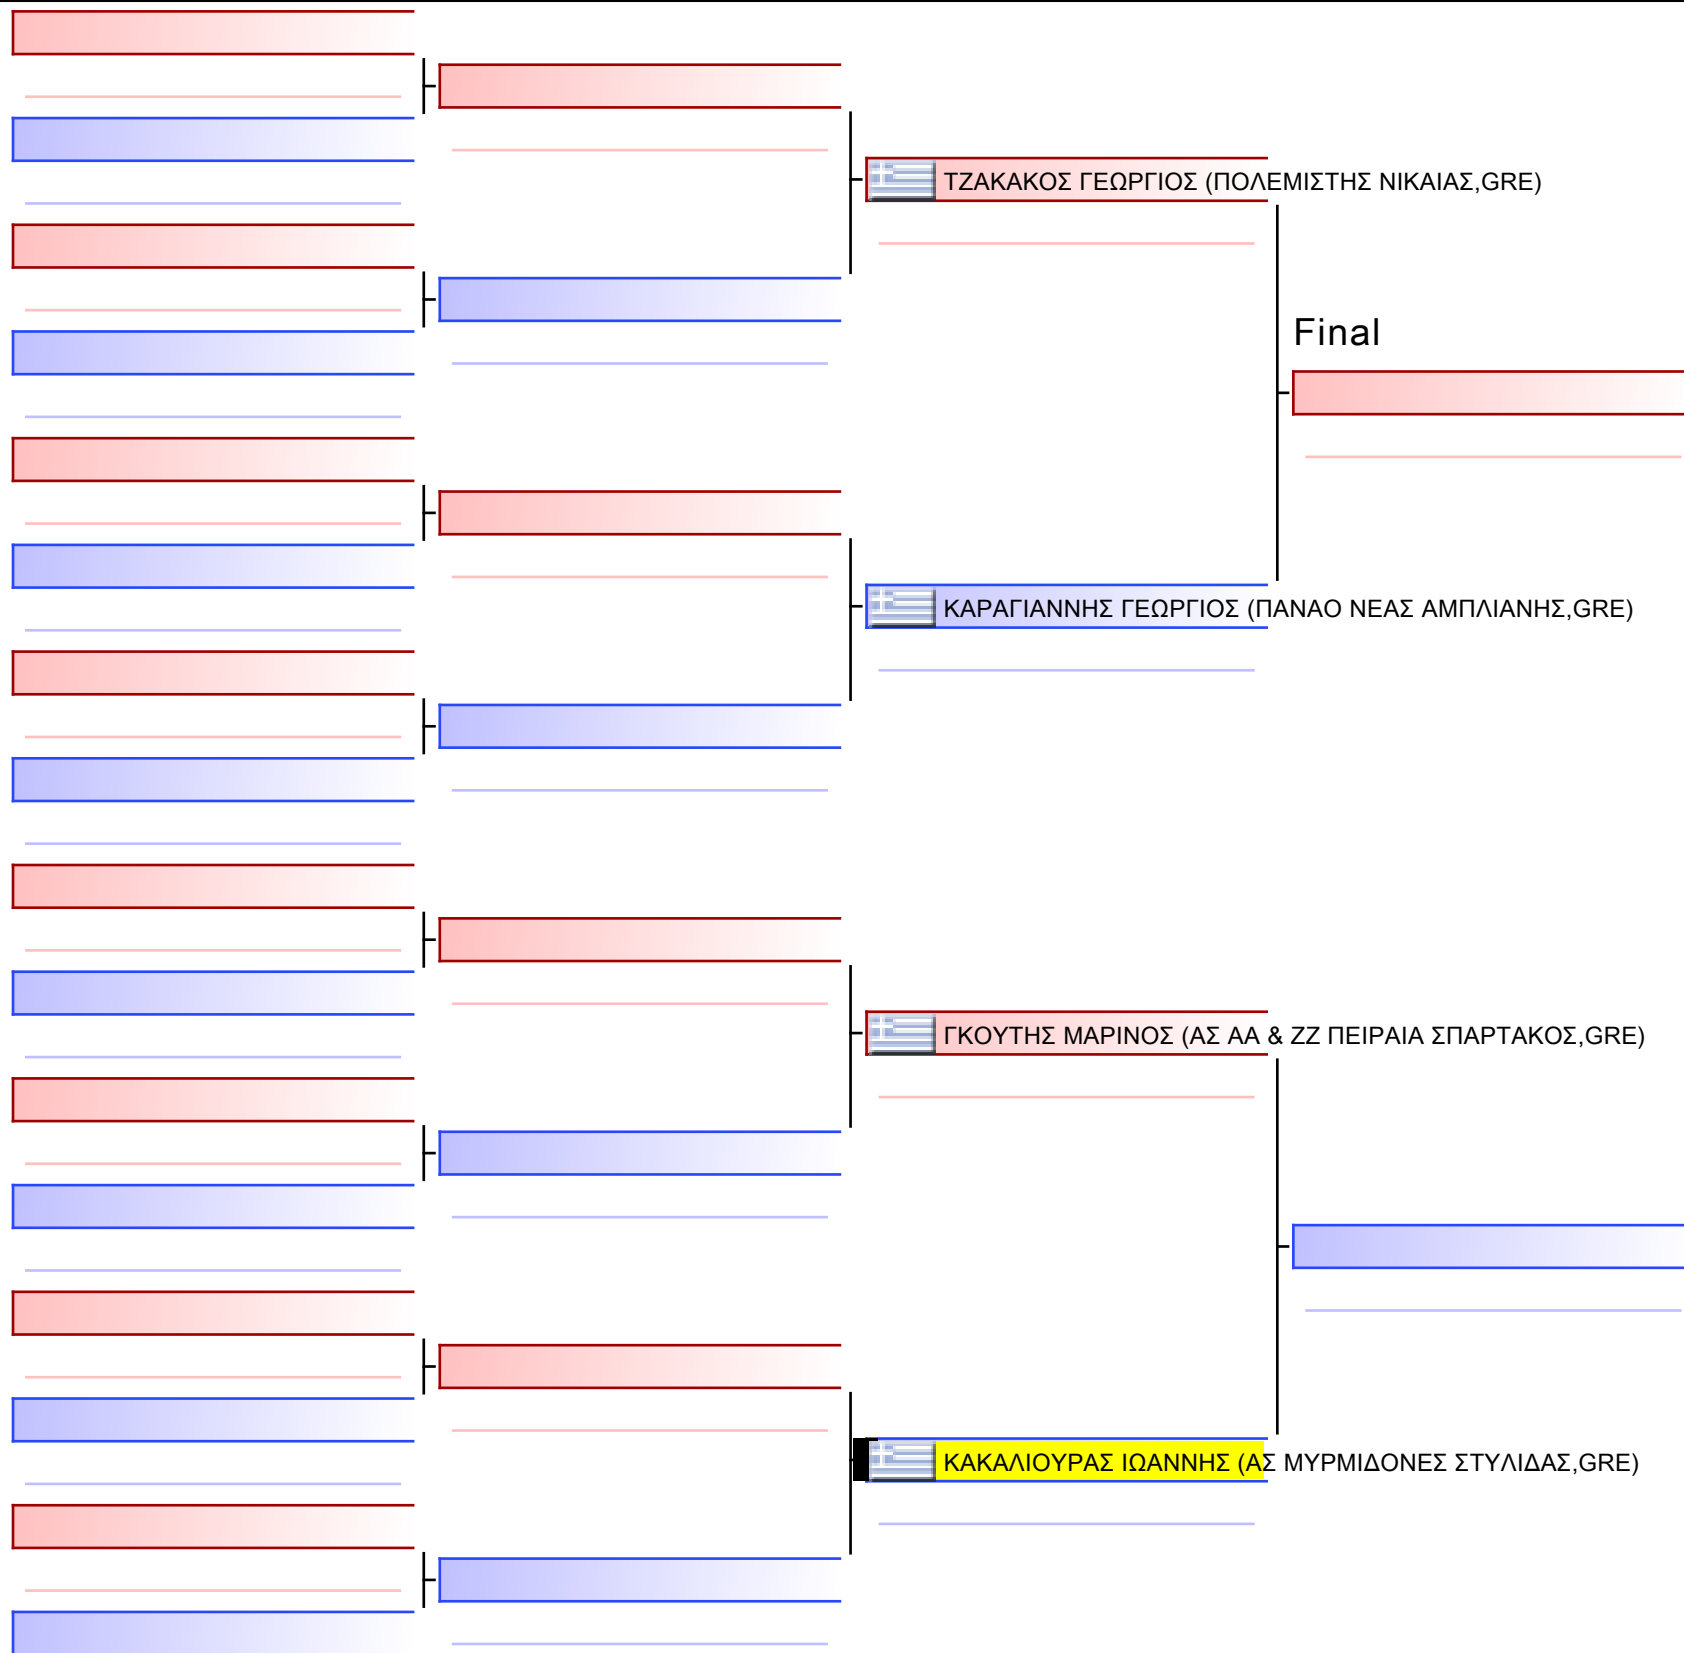 ΤΖΑΚΑΚΟΣ ΓΕΩΡΓΙΟΣ (ΠΟΛΕΜΙΣΤΗΣ ΝΙΚΑΙΑΣ,GRE)
Final
ΚΑΡΑΓΙΑΝΝΗΣ ΓΕΩΡΓΙΟΣ (ΠΑΝΑΟ ΝΕΑΣ ΑΜΠΛΙΑΝΗΣ,GRE)
ΓΚΟΥΤΗΣ ΜΑΡΙΝΟΣ (ΑΣ ΑΑ & ΖΖ ΠΕΙΡΑΙΑ ΣΠΑΡΤΑΚΟΣ,GRE)
ΚΑΚΑΛΙΟΥΡΑΣ ΙΩΑΝΝΗΣ (ΑΣ ΜΥΡΜΙΔΟΝΕΣ ΣΤΥΛΙΔΑΣ,GRE)